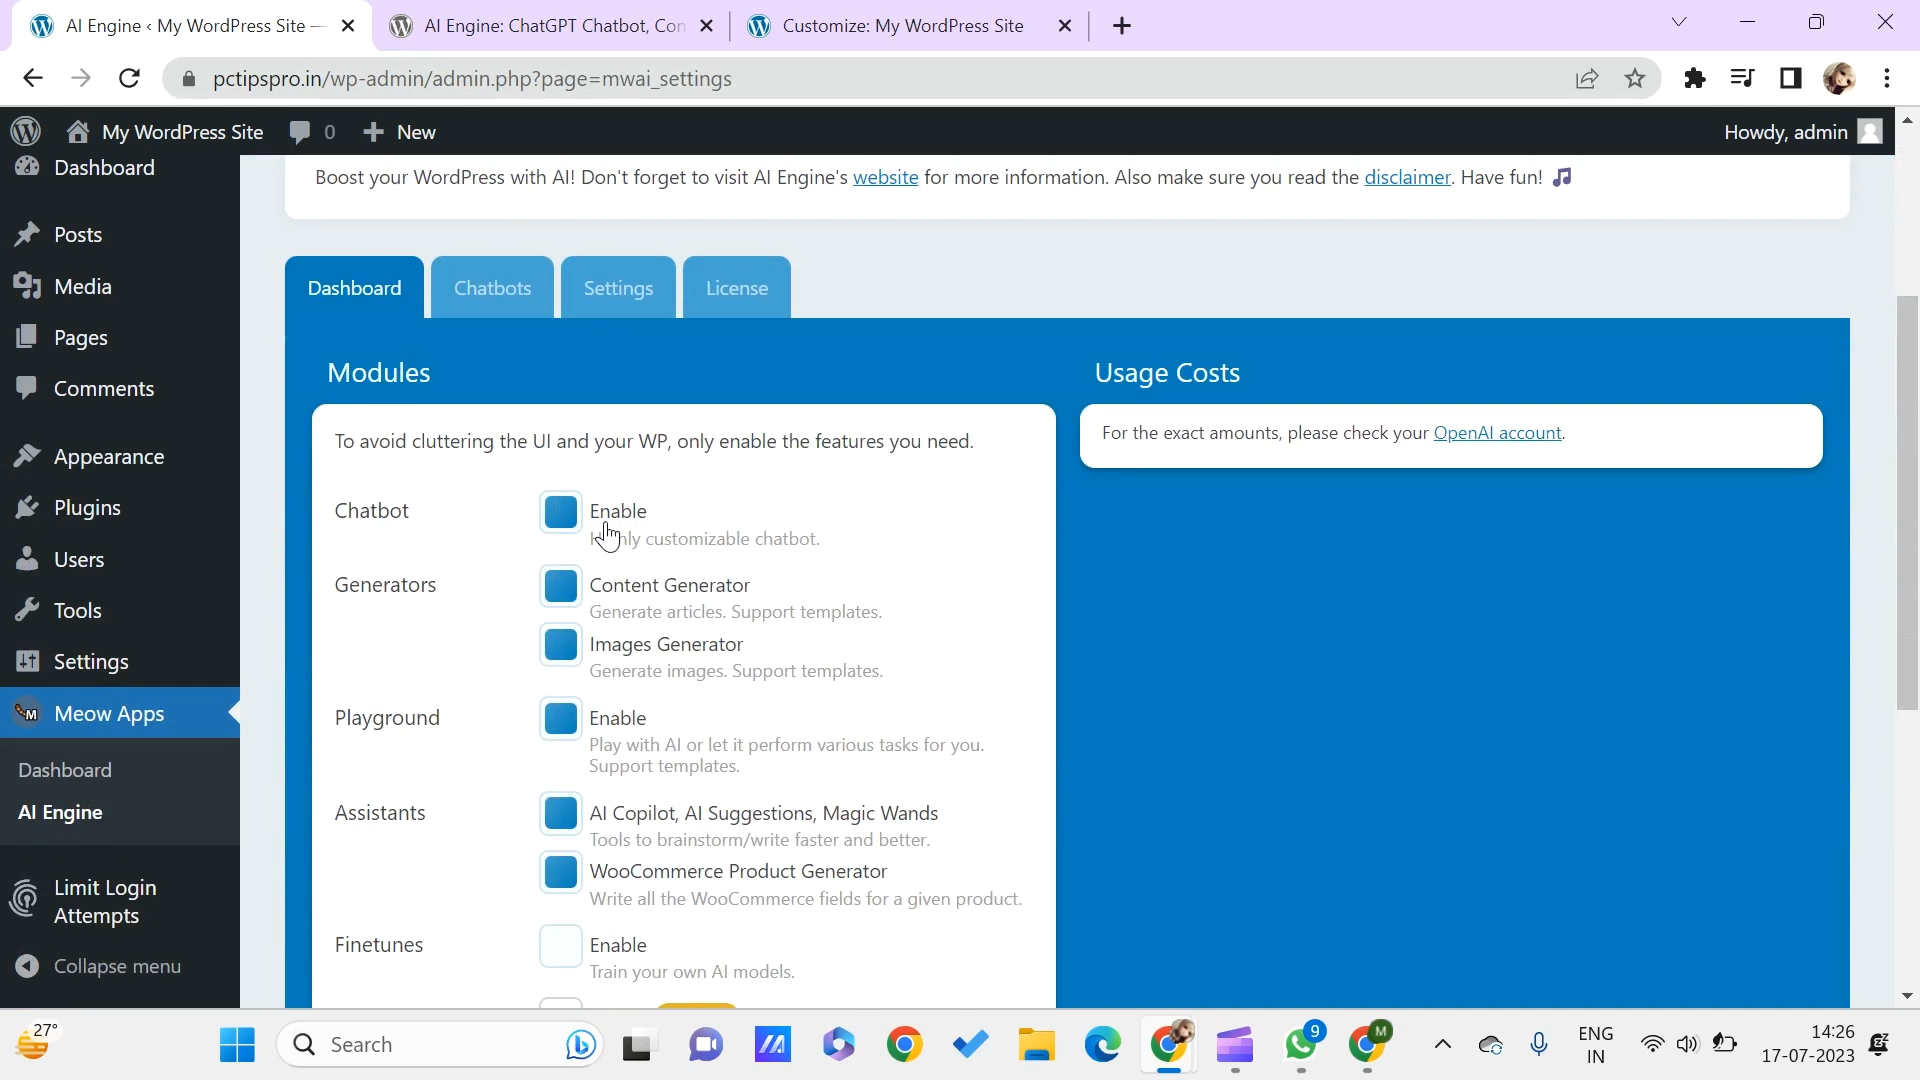 AI Engine ‹ My WordPress Site —
AI Engine: ChatGPT Chatbot, Con
Customize: My WordPress Site
pctipspro.in/wp-admin/admin.php?page=mwai_settings
My WordPress Site
0
New
Howdy, admin
Dashboard
Posts
Media
Pages
Comments
Appearance
Plugins
Users
Tools
Settings
Meow Apps
Dashboard
AI Engine
Limit Login
Attempts
Collapse menu
Boost your WordPress with AI! Don't forget to visit AI Engine's website for more information. Also make sure you read the disclaimer. Have fun! 🎵
Dashboard
Chatbots
Settings
License
Modules
To avoid cluttering the UI and your WP, only enable the features you need.
Chatbot
Enable
customizable chatbot.
Generators
Content Generator
Generate articles. Support templates.
Images Generator
Generate images. Support templates.
Playground
Enable
Play with AI or let it perform various tasks for you.
Support templates.
Assistants
AI Copilot, AI Suggestions, Magic Wands
Tools to brainstorm/write faster and better.
WooCommerce Product Generator
Write all the WooCommerce fields for a given product.
Finetunes
Enable
Train your own AI models.
Usage Costs
For the exact amounts, please check your OpenAI account.
27°
Search
9
M
ENG
IN
14:26
17-07-2023